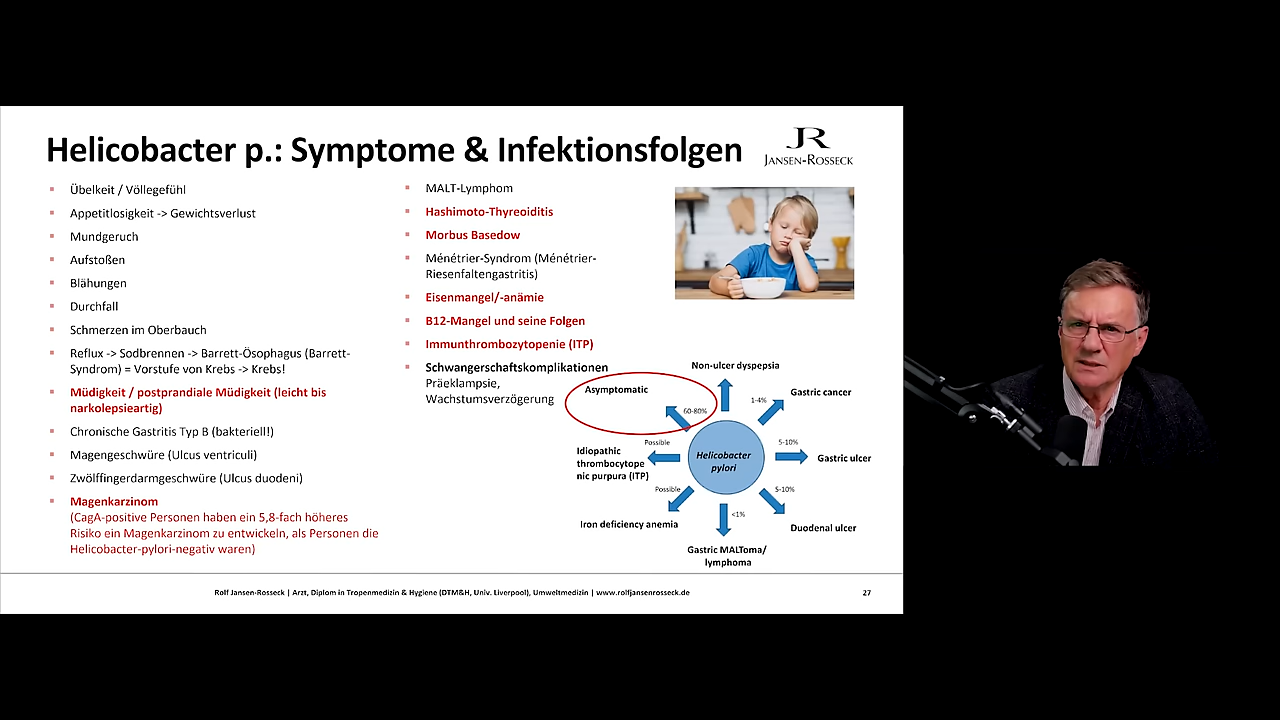 Helicobacter p.: Symptome & Infektionsfolgen
JR
JANSEN-ROSSECK
Übelkeit / Völlegefühl
Appetitlosigkeit -> Gewichtsverlust
Mundgeruch
Aufstoßen
Blähungen
Durchfall
Schmerzen im Oberbauch
Reflux -> Sodbrennen -> Barrett-Ösophagus (Barrett-
Syndrom) = Vorstufe von Krebs -> Krebs!
Müdigkeit / postprandiale Müdigkeit (leicht bis
narkolepsieartig)
Chronische Gastritis Typ B (bakteriell!)
Magengeschwüre (Ulcus ventriculi)
Zwölffingerdarmgeschwüre (Ulcus duodeni)
Magenkarzinom
(CagA-positive Personen haben ein 5,8-fach höheres
Risiko ein Magenkarzinom zu entwickeln, als Personen die
Helicobacter-pylori-negativ waren)
MALT-Lymphom
Hashimoto-Thyreoiditis
Morbus Basedow
Ménétrier-Syndrom (Ménétrier-
Riesenfaltengastritis)
Eisenmangel/-anämie
B12-Mangel und seine Folgen
Immunthrombozytopenie (ITP)
Schwangerschaftskomplikationen
Präeklampsie,
Wachstumsverzögerung
Non-ulcer dyspepsia
Asymptomatic
60-80%
1-4%
Gastric cancer
Possible
Idiopathic
thrombocytope
nic purpura (ITP)
Helicobacter
pylori
5-10%
Gastric ulcer
Possible
Iron deficiency anemia
<1%
5-10%
Duodenal ulcer
Gastric MALToma/
lymphoma
Rolf Jansen-Rosseck | Arzt, Diplom in Tropenmedizin & Hygiene (DTM&H, Univ. Liverpool), Umweltmedizin | www.rolfjansenrosseck.de
27